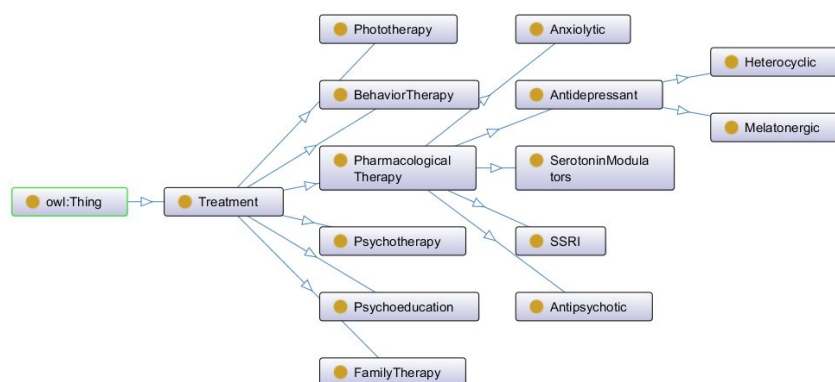 Phototherapy
Anxiolytic
Heterocyclic
BehaviorTherapy
Antidepressant
Melatonergic
Pharmacological
Therapy
SerotoninModula
tors
owl:Thing
Treatment
Psychotherapy
SSRI
Psychoeducation
Antipsychotic
FamilyTherapy